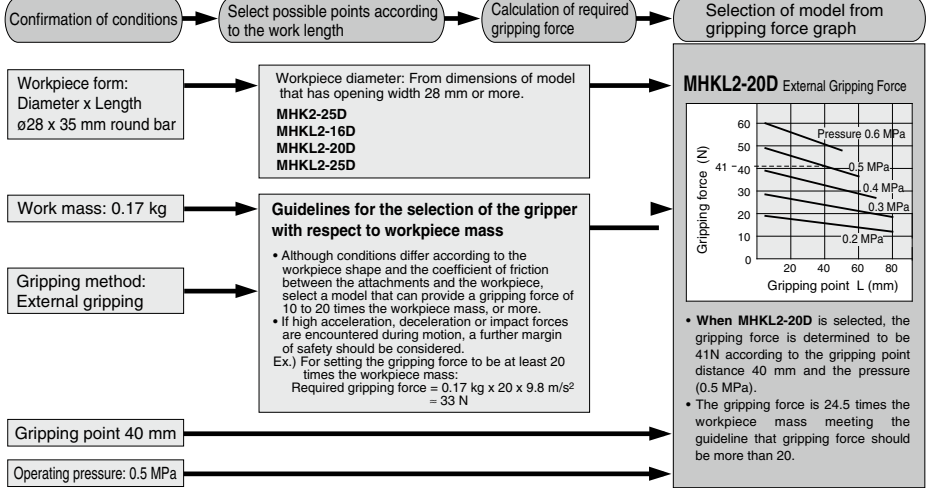 Confirmation of conditions
Select possible points according
to the work length
Calculation of required
gripping force
Selection of model from
gripping force graph
Workpiece form:
Diameter x Length
ø28 x 35 mm round bar
Workpiece diameter: From dimensions of model
that has opening width 28 mm or more.
MHK2-25D
MHKL2-16D
MHKL2-20D
MHKL2-25D
Work mass: 0.17 kg
Gripping method:
External gripping
Guidelines for the selection of the gripper
with respect to workpiece mass
• Although conditions differ according to the
workpiece shape and the coefficient of friction
between the attachments and the workpiece,
select a model that can provide a gripping force of
10 to 20 times the workpiece mass, or more.
• If high acceleration, deceleration or impact forces
are encountered during motion, a further margin
of safety should be considered.
Ex.) For setting the gripping force to be at least 20
times the workpiece mass:
Required gripping force = 0.17 kg x 20 x 9.8 m/s²
= 33 N
Gripping point 40 mm
Operating pressure: 0.5 MPa
MHKL2-20D External Gripping Force
Gripping force (N)
60
50
41
40
30
20
10
0
Pressure 0.6 MPa
0.5 MPa
0.4 MPa
0.3 MPa
0.2 MPa
20 40 60 80
Gripping point L (mm)
• When MHKL2-20D is selected, the
gripping force is determined to be
41N according to the gripping point
distance 40 mm and the pressure
(0.5 MPa).
• The gripping force is 24.5 times the
workpiece mass meeting the
guideline that gripping force should
be more than 20.